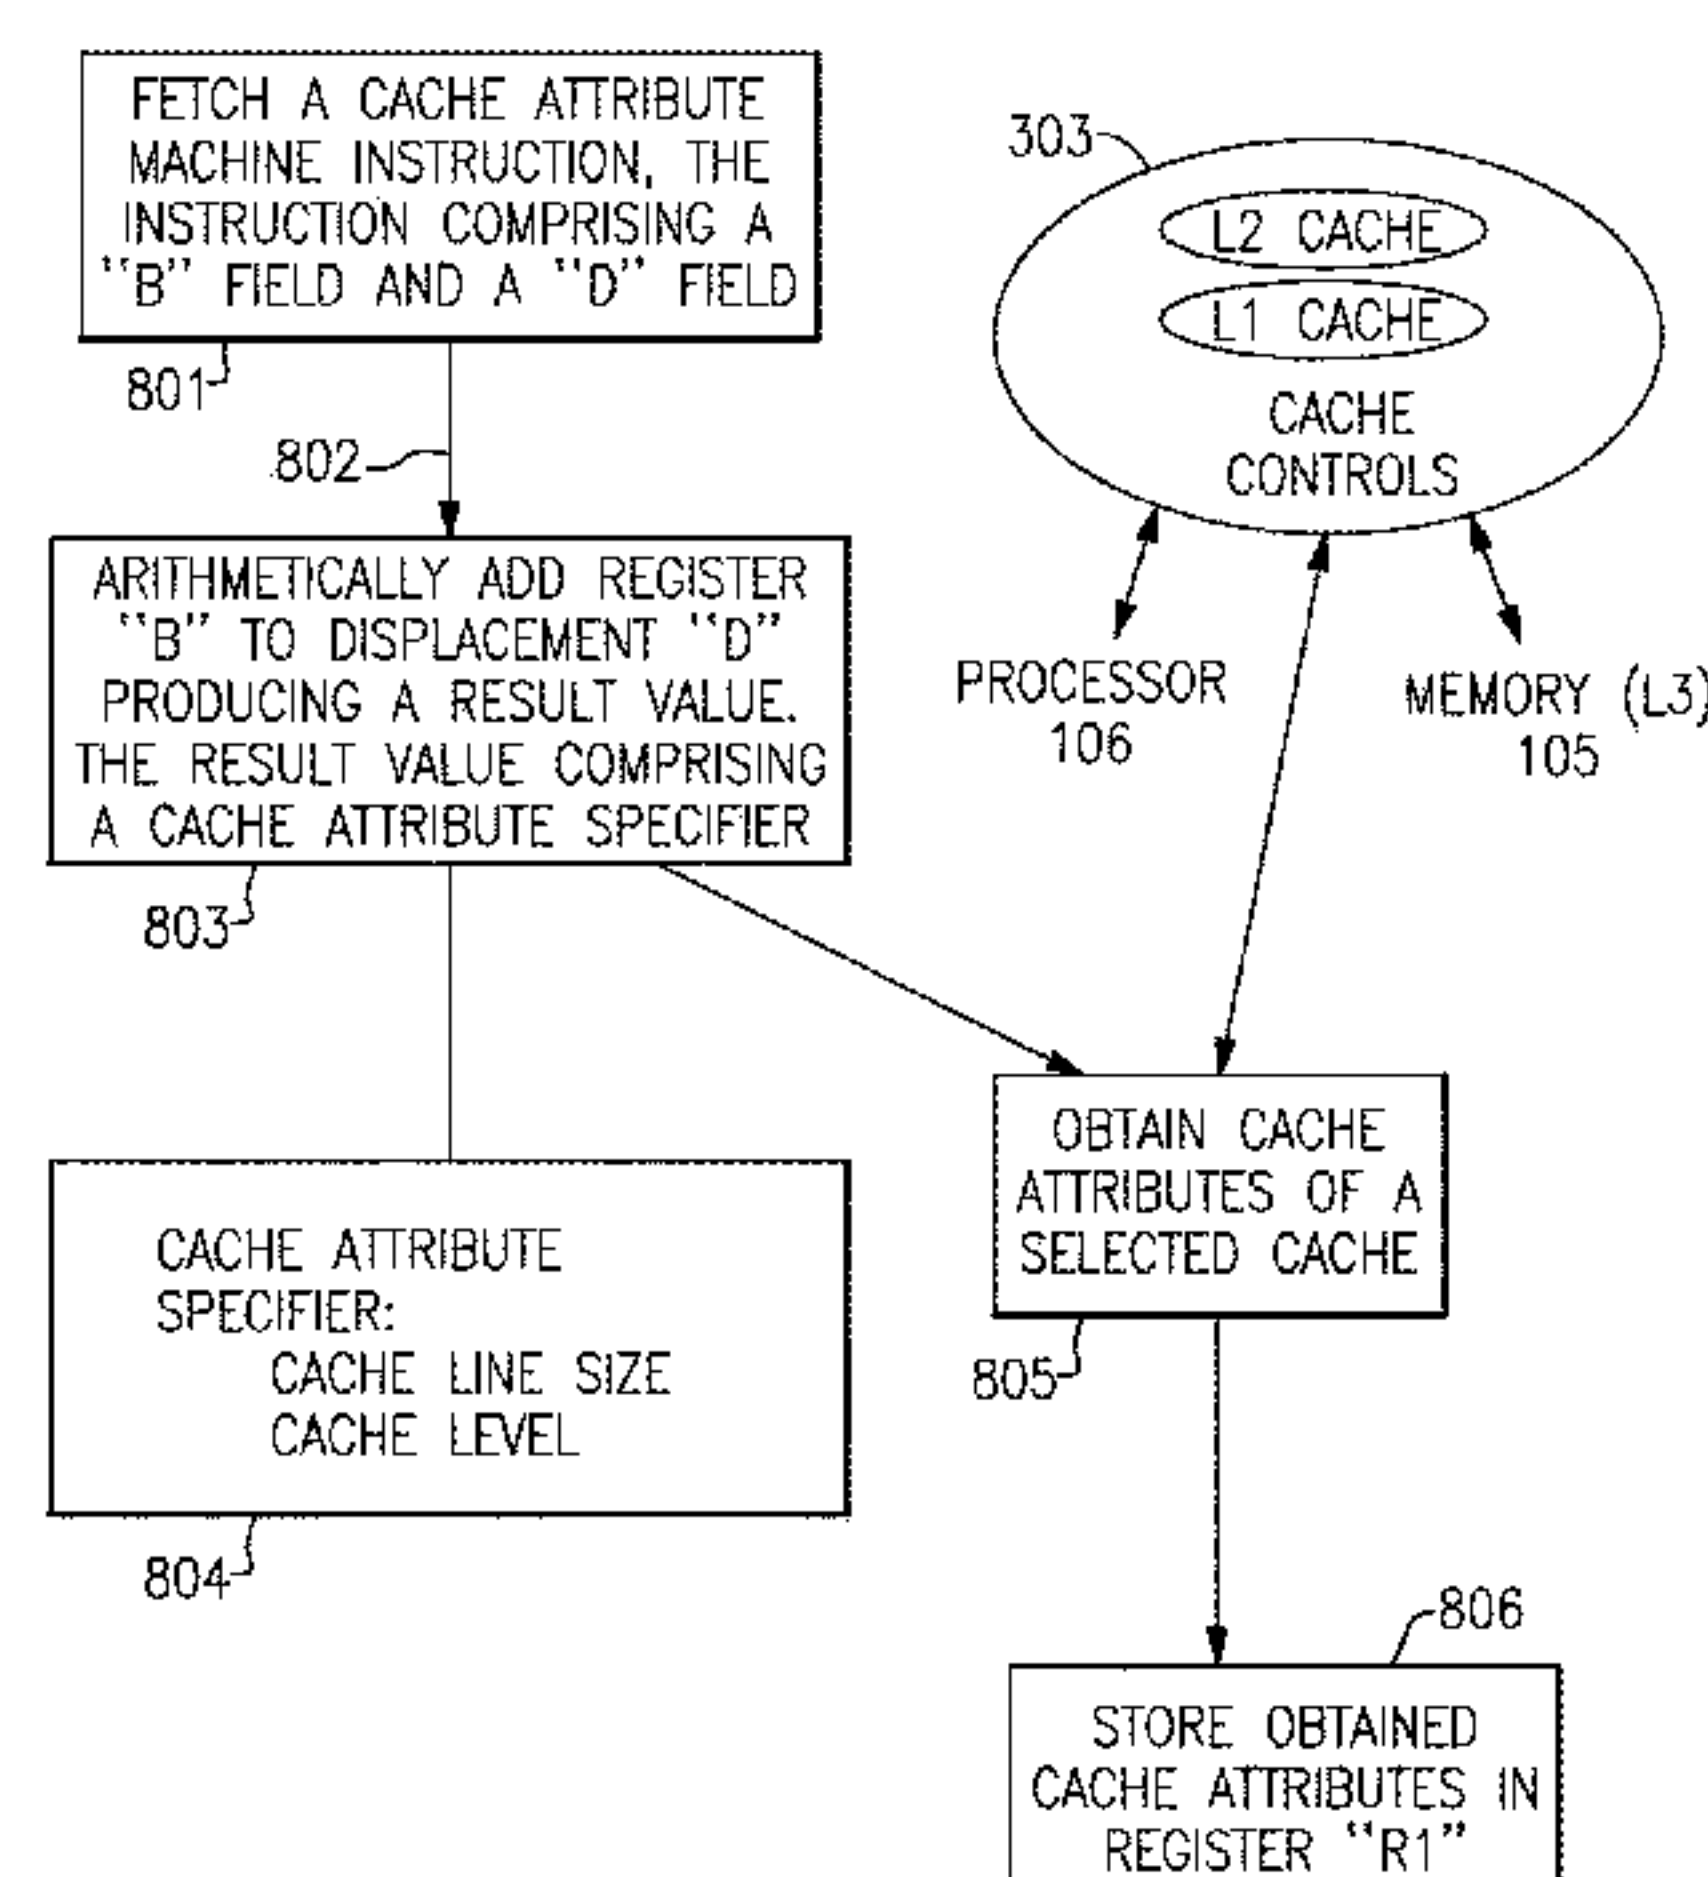 FETCH A CACHE ATTRIBUTE
MACHINE INSTRUCTION, THE
INSTRUCTION COMPRISING A
"B" FIELD AND A "D" FIELD
801
802
ARITHMETICALLY ADD REGISTER
"B" TO DISPLACEMENT "D"
PRODUCING A RESULT VALUE.
THE RESULT VALUE COMPRISING
A CACHE ATTRIBUTE SPECIFIER
803
CACHE ATTRIBUTE
SPECIFIER:
CACHE LINE SIZE
CACHE LEVEL
804
303
L2 CACHE
L1 CACHE
CACHE
CONTROLS
PROCESSOR
106
MEMORY (L3)
105
OBTAIN CACHE
ATTRIBUTES OF A
SELECTED CACHE
805
806
STORE OBTAINED
CACHE ATTRIBUTES IN
REGISTER "R1"